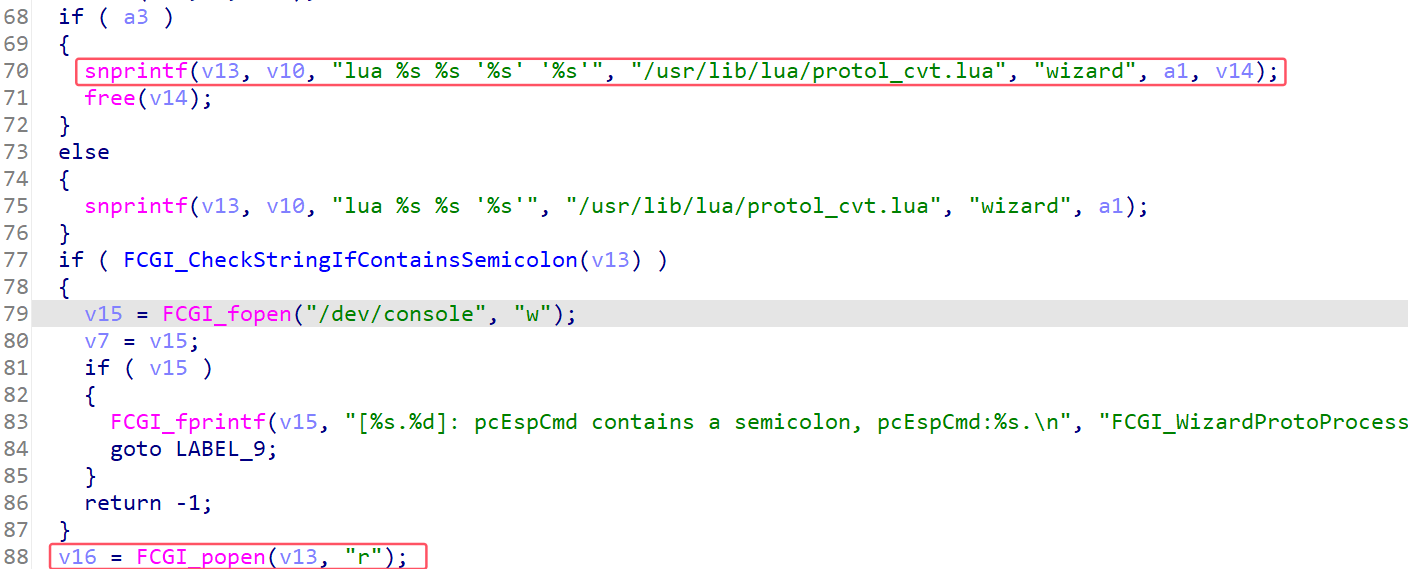 68 if ( a3 )
69 {
70 snprintf(v13, v10, "lua %s %s '%s' '%s'", "/usr/lib/lua/protol_cvt.lua", "wizard", a1, v14);
71 free(v14);
72 }
73 else
74 {
75 snprintf(v13, v10, "lua %s %s '%s'", "/usr/lib/lua/protol_cvt.lua", "wizard", a1);
76 }
77 if ( FCGI_CheckStringIfContainsSemicolon(v13) )
78 {
79 v15 = FCGI_fopen("/dev/console", "w");
80 v7 = v15;
81 if ( v15 )
82 {
83 FCGI_fprintf(v15, "[%s.%d]: pcEspCmd contains a semicolon, pcEspCmd:%s.\n", "FCGI_WizardProtoProcess
84 goto LABEL_9;
85 }
86 return -1;
87 }
88 v16 = FCGI_popen(v13, "r");